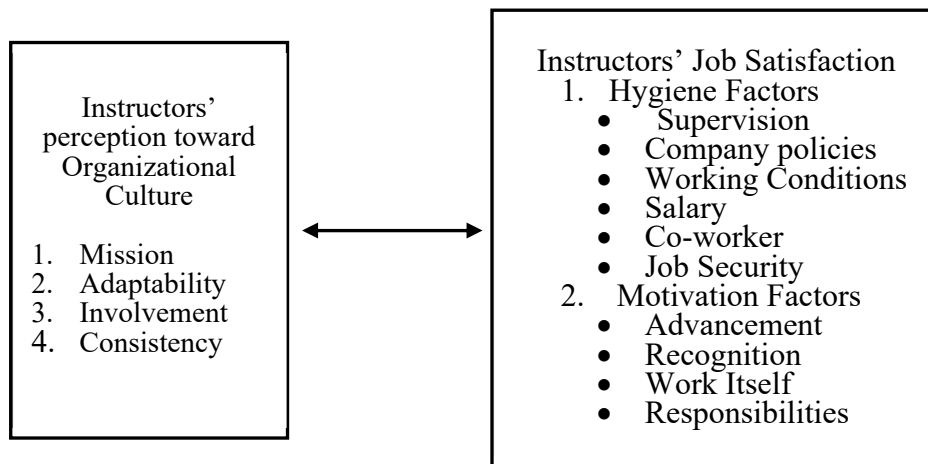 Instructors’
perception toward
Organizational
Culture
1. Mission
2. Adaptability
3. Involvement
4. Consistency
Instructors’ Job Satisfaction
1. Hygiene Factors
• Supervision
• Company policies
• Working Conditions
• Salary
• Co-worker
• Job Security
2. Motivation Factors
• Advancement
• Recognition
• Work Itself
• Responsibilities